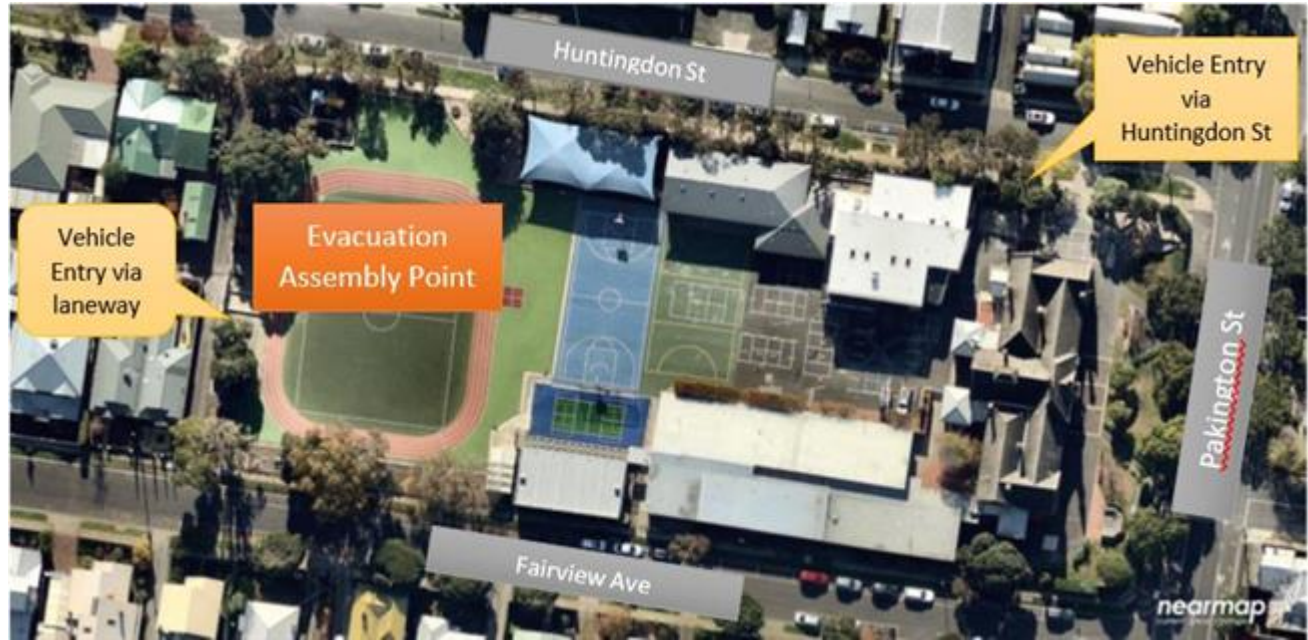 Huntingdon St
Vehicle Entry
via
Huntingdon St
Evacuation
Assembly Point
Vehicle
Entry via
laneway
Pakington St
Fairview Ave
nearmap